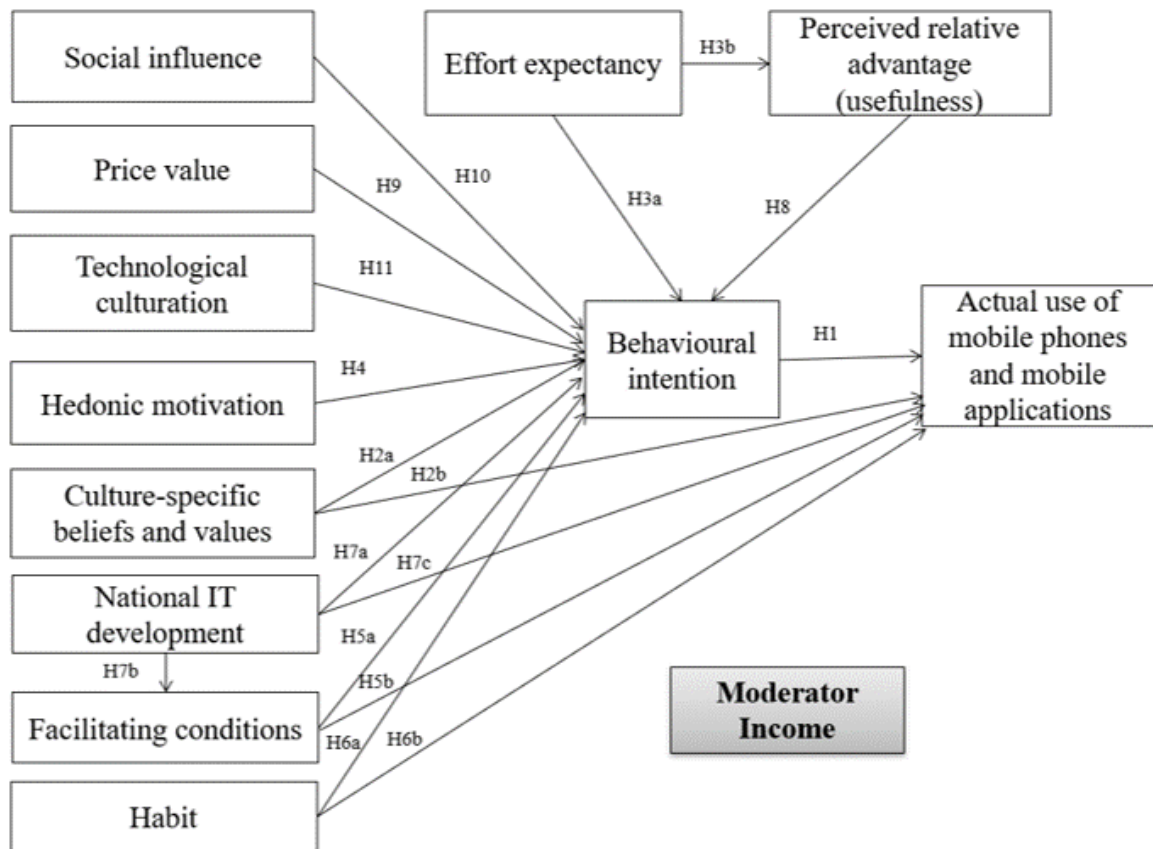 Social influence
Effort expectancy
H3b
Perceived relative
advantage
(usefulness)
Price value
H9
H10
H3a
H8
Technological
culturation
H11
Behavioural
intention
H1
Actual use of
mobile phones
and mobile
applications
Hedonic motivation
H4
Culture-specific
beliefs and values
H2a
H2b
National IT
development
H7a
H7c
H7b
H5a
Facilitating conditions
H5b
H6a
H6b
Moderator
Income
Habit